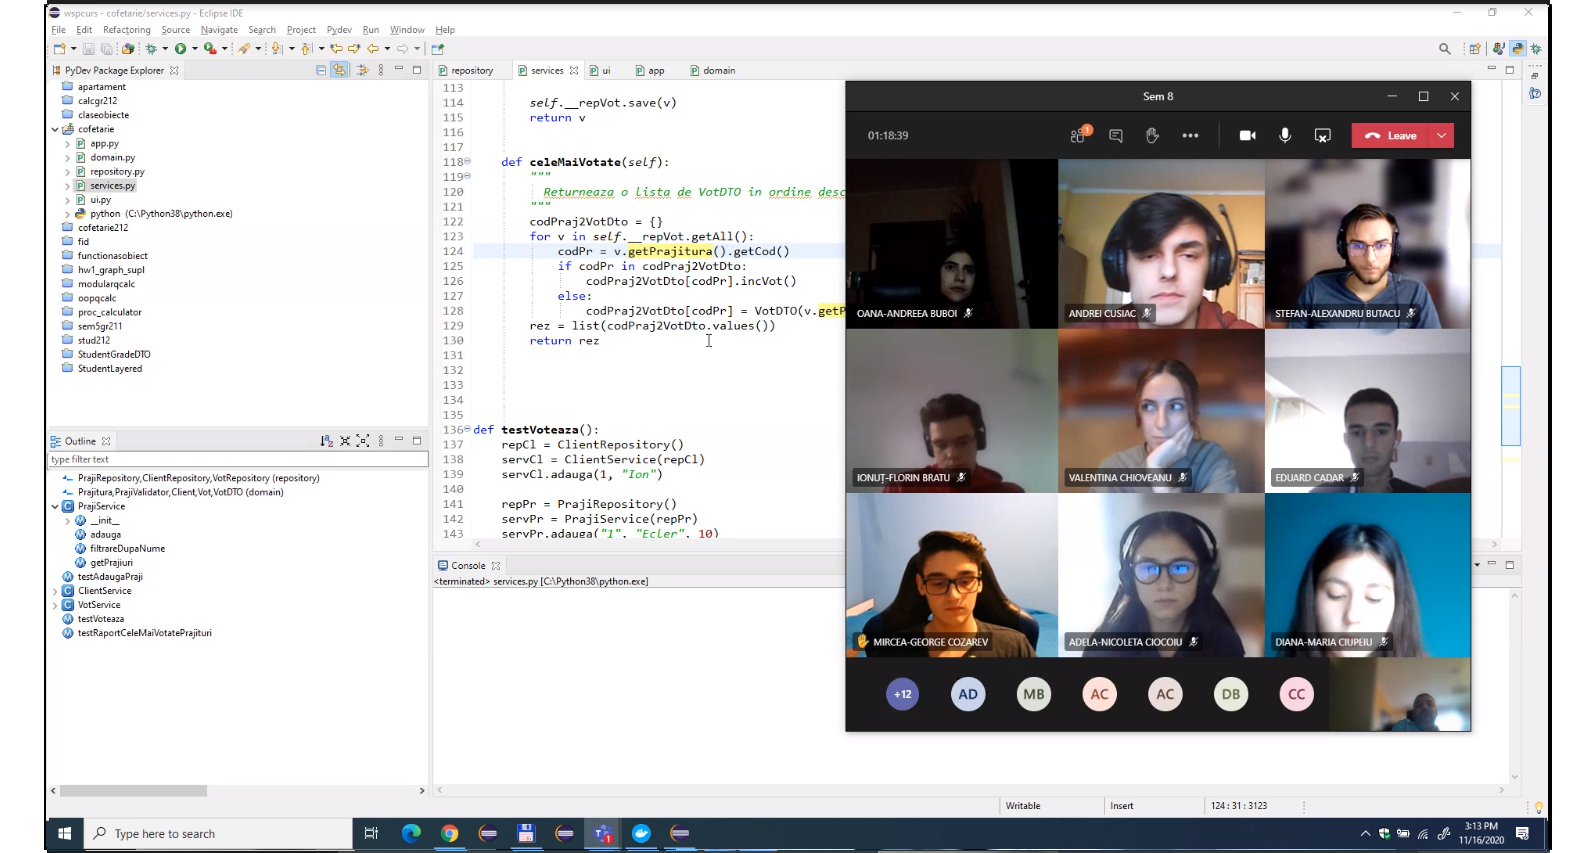 wspcurs - cofetarie/services.py - Eclipse IDE
File Edit Refactoring Source Navigate Search Project Pydev Run Window Help
PyDev Package Explorer
apartament
calcgr212
claseobiecte
cofetarie
app.py
domain.py
repository.py
services.py
ui.py
python (C:\Python38\python.exe)
cofetarie212
fid
functionasobiect
hw1_graph_supl
modularqcalc
oopqcalc
proc_calculator
sem5gr211
stud212
StudentGradeDTO
StudentLayered
Outline
type filter text
PrajiRepository,ClientRepository,VotRepository (repository)
Prajitura,PrajiValidator,Client,Vot,VotDTO (domain)
PrajiService
__init__
adauga
filtrareDupaNume
getPrajiuri
testAdaugaPraji
ClientService
VotService
testVoteaza
testRaportCeleMaiVotatePrajituri
repository services ui app domain
113
114 self.__repVot.save(v)
115 return v
116
117
118 def celeMaiVotate(self):
119 """
120 Returneaza o lista de VotDTO in ordine desc
121 """
122 codPraj2VotDto = {}
123 for v in self.__repVot.getAll():
124 codPr = v.getPrajitura().getCod()
125 if codPr in codPraj2VotDto:
126 codPraj2VotDto[codPr].incVot()
127 else:
128 codPraj2VotDto[codPr] = VotDTO(v.getP
129 rez = list(codPraj2VotDto.values())
130 return rez
131
132
133
134
135
136 def testVoteaza():
137 repCl = ClientRepository()
138 servCl = ClientService(repCl)
139 servCl.adauga(1, "Ion")
140
141 repPr = PrajiRepository()
142 servPr = PrajiService(repPr)
143 servPr.adauga("1", "Ecler", 10)
Console
<terminated> services.py [C:\Python38\python.exe]
Sem 8
01:18:39
1
Leave
OANA-ANDREEA BUBOI
ANDREI CUSIAC
STEFAN-ALEXANDRU BUTACU
IONUȚ-FLORIN BRATU
VALENTINA CHIOVEANU
EDUARD CADAR
MIRCEA-GEORGE COZAREV
ADELA-NICOLETA CIOCOIU
DIANA-MARIA CIUPEIU
+12 AD MB AC AC DB CC
Writable Insert 124 : 31 : 3123
Type here to search
1
3:13 PM
11/16/2020